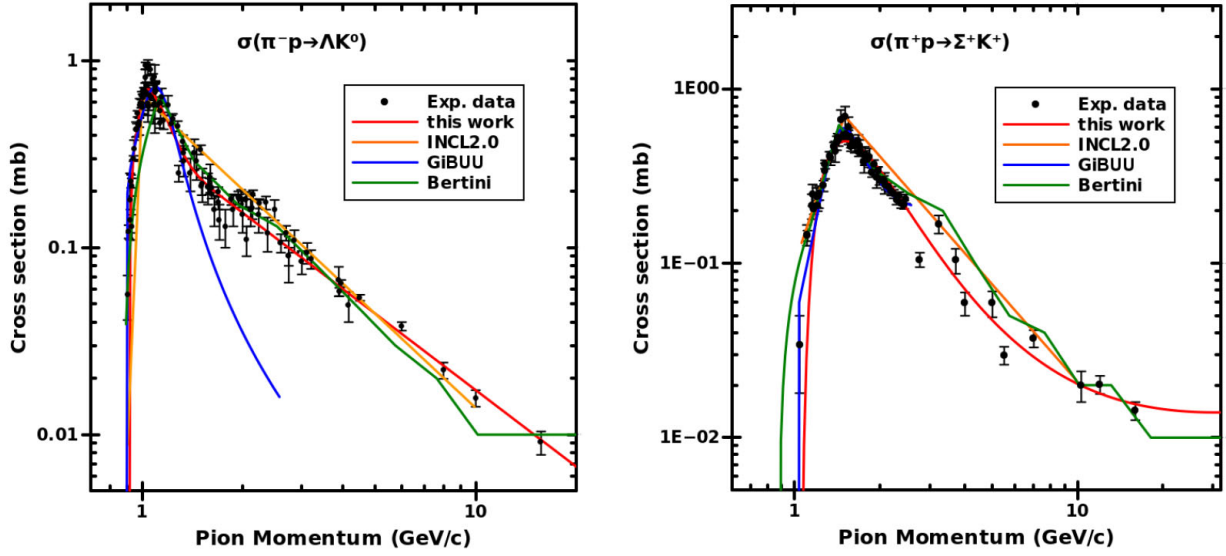 σ(π⁻p→ΛK⁰)
Exp. data
this work
INCL2.0
GiBUU
Bertini
1
0.1
0.01
Cross section (mb)
1
10
Pion Momentum (GeV/c)
σ(π⁺p→Σ⁺K⁺)
Exp. data
this work
INCL2.0
GiBUU
Bertini
1E+00
1E−01
1E−02
Cross section (mb)
1
10
Pion Momentum (GeV/c)